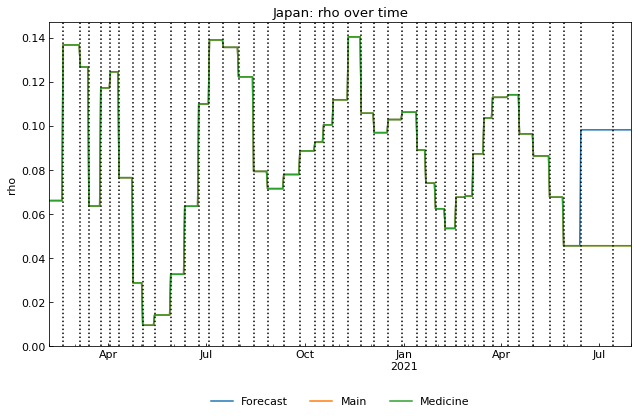 Japan: rho over time
0.14
0.12
0.10
0.08
0.06
0.04
0.02
0.00
rho
Apr Jul Oct Jan Apr Jul
2021
Forecast Main Medicine